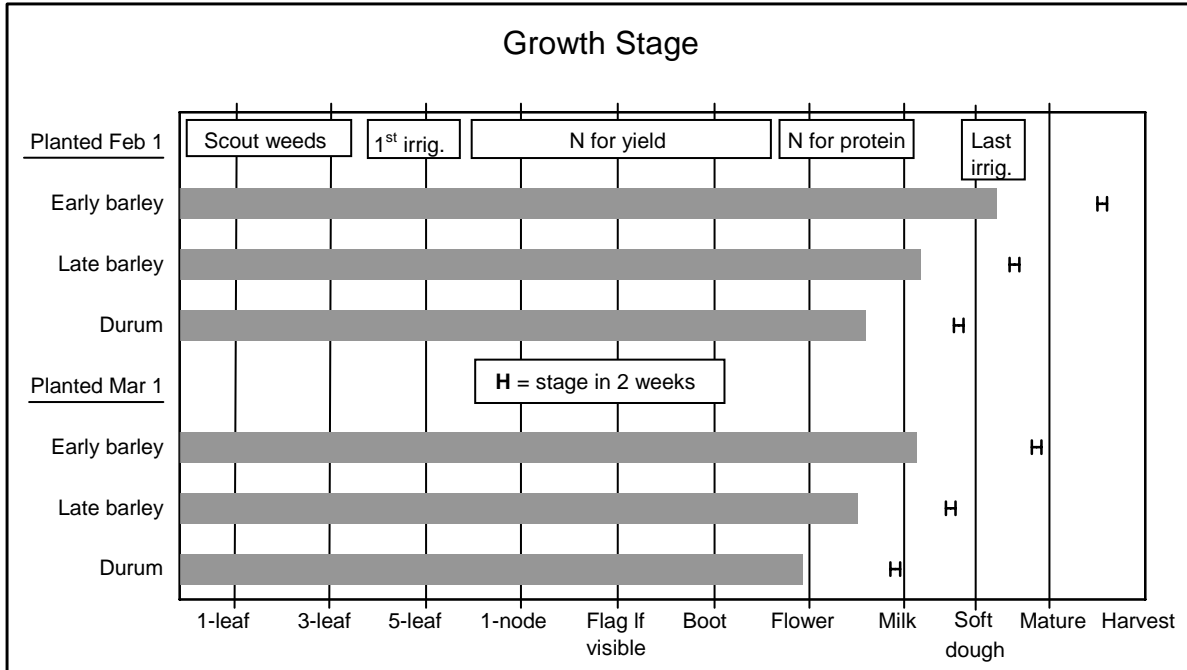 Growth Stage
Planted Feb 1
Scout weeds
1st irrig.
N for yield
N for protein
Last
irrig.
Early barley
H
Late barley
H
Durum
H
Planted Mar 1
H = stage in 2 weeks
Early barley
H
Late barley
H
Durum
H
1-leaf 3-leaf 5-leaf 1-node Flag lf Boot Flower Milk Soft Mature Harvest
visible dough